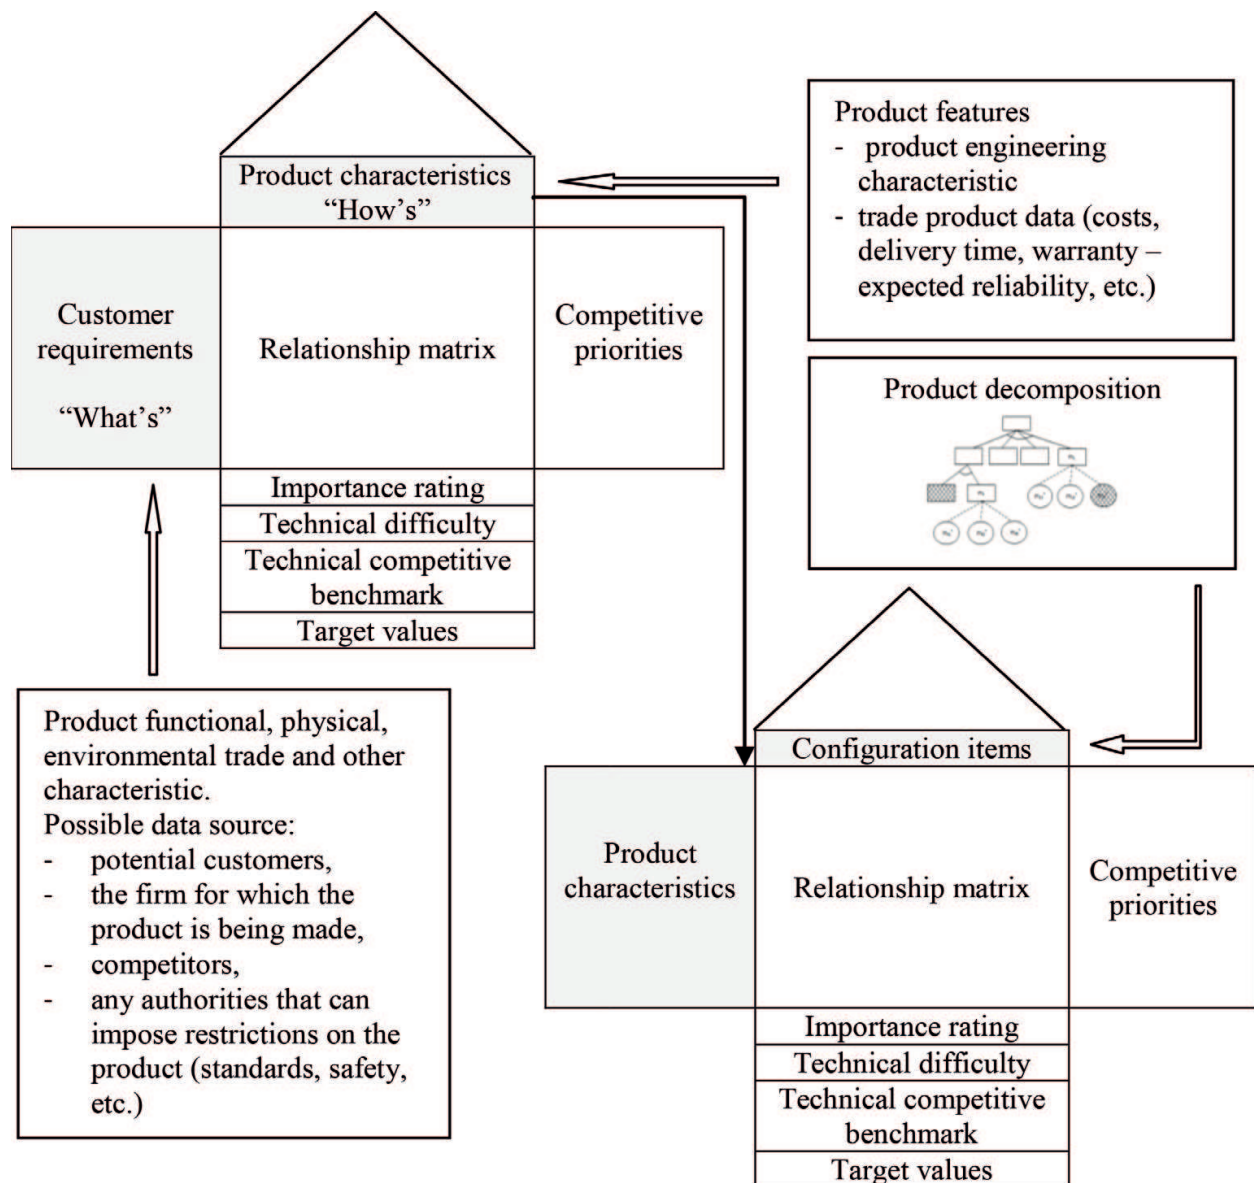 Product characteristics
“How’s”
Customer
requirements
“What’s”
Relationship matrix
Competitive
priorities
Importance rating
Technical difficulty
Technical competitive
benchmark
Target values
Product features
- product engineering
characteristic
- trade product data (costs,
delivery time, warranty –
expected reliability, etc.)
Product decomposition
Product functional, physical,
environmental trade and other
characteristic.
Possible data source:
- potential customers,
- the firm for which the
product is being made,
- competitors,
- any authorities that can
impose restrictions on the
product (standards, safety,
etc.)
Configuration items
Product
characteristics
Relationship matrix
Competitive
priorities
Importance rating
Technical difficulty
Technical competitive
benchmark
Target values